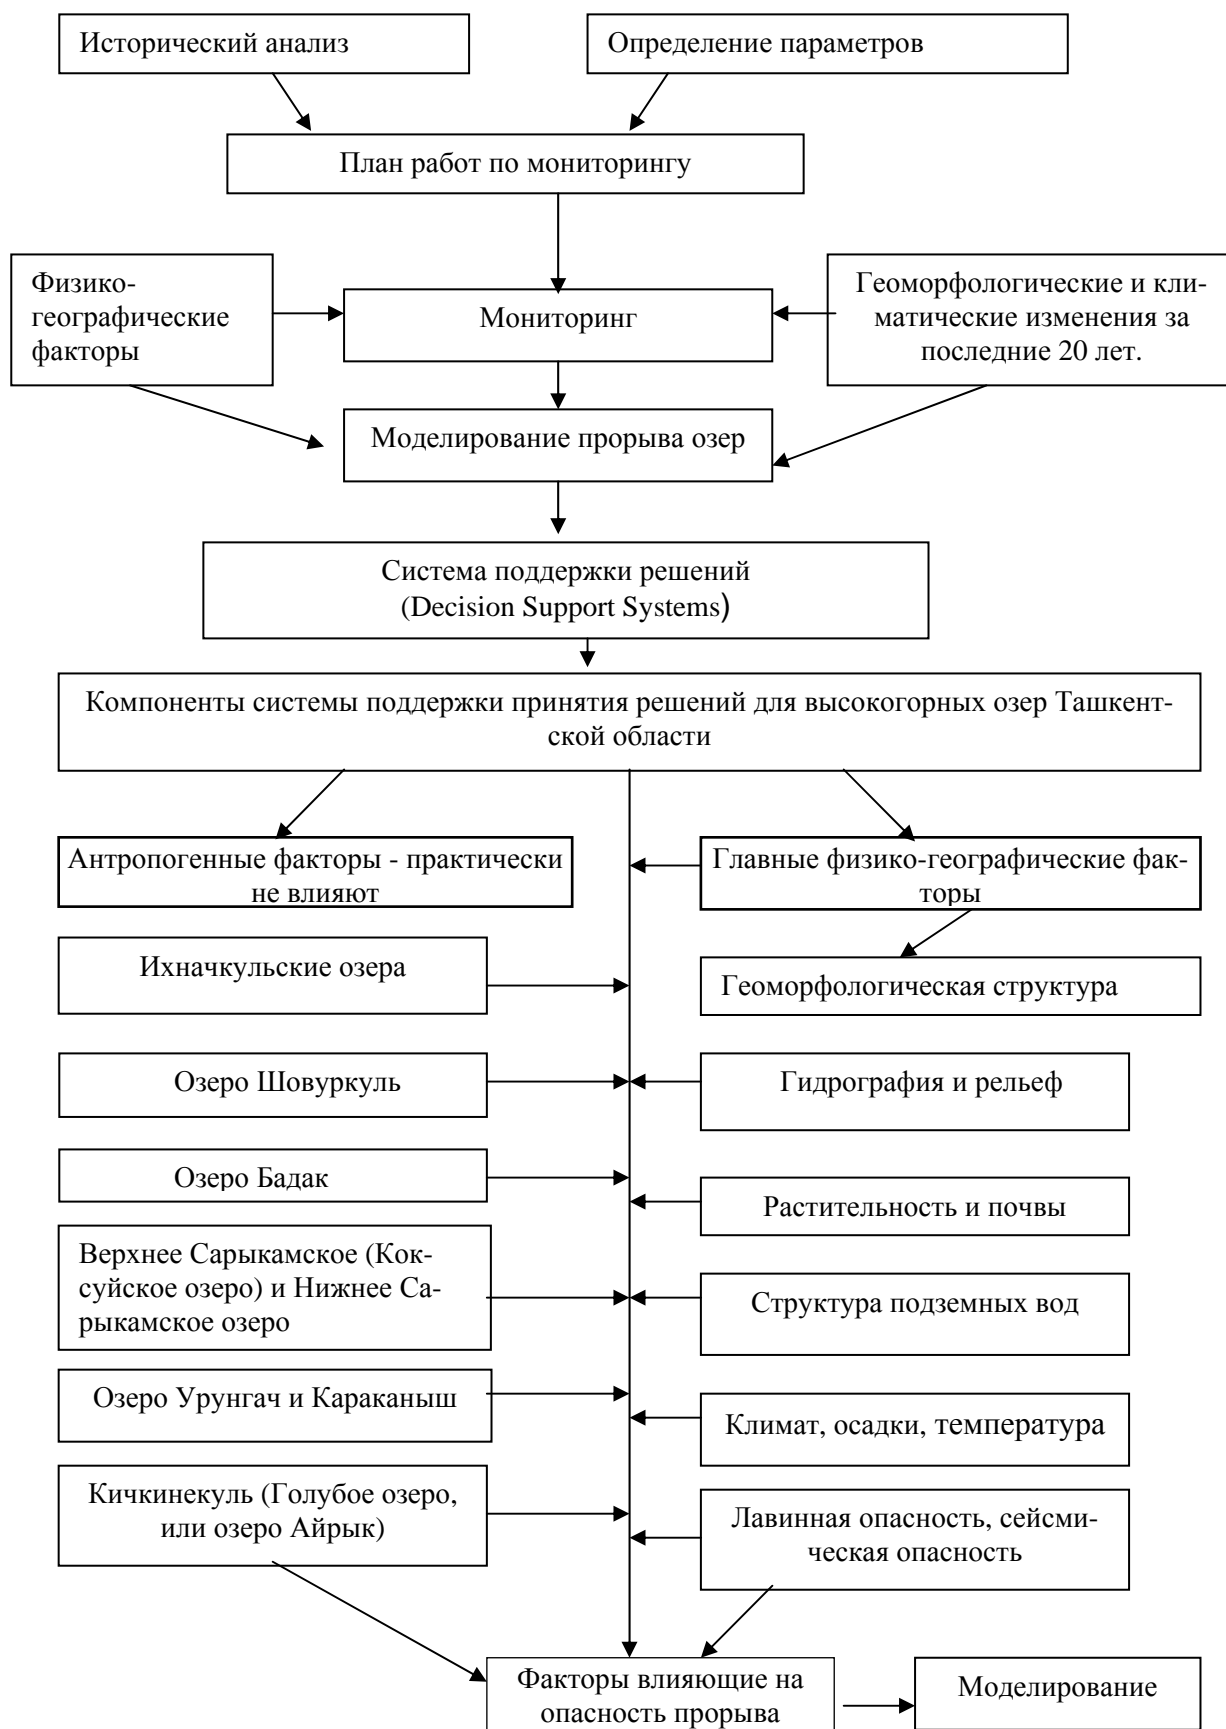 Исторический анализ
Определение параметров
План работ по мониторингу
Физико-
географические
факторы
Мониторинг
Геоморфологические и кли-
матические изменения за
последние 20 лет.
Моделирование прорыва озер
Система поддержки решений
(Decision Support Systems)
Компоненты системы поддержки принятия решений для высокогорных озер Ташкент-
ской области
Антропогенные факторы - практически
не влияют
Главные физико-географические фак-
торы
Ихначкульские озера
Геоморфологическая структура
Озеро Шовуркуль
Гидрография и рельеф
Озеро Бадак
Растительность и почвы
Верхнее Сарыкамское (Кок-
суйское озеро) и Нижнее Са-
рыкамское озеро
Структура подземных вод
Озеро Урунгач и Караканыш
Климат, осадки, температура
Кичкинекуль (Голубое озеро,
или озеро Айрык)
Лавинная опасность, сейсми-
ческая опасность
Факторы влияющие на
опасность прорыва
Моделирование